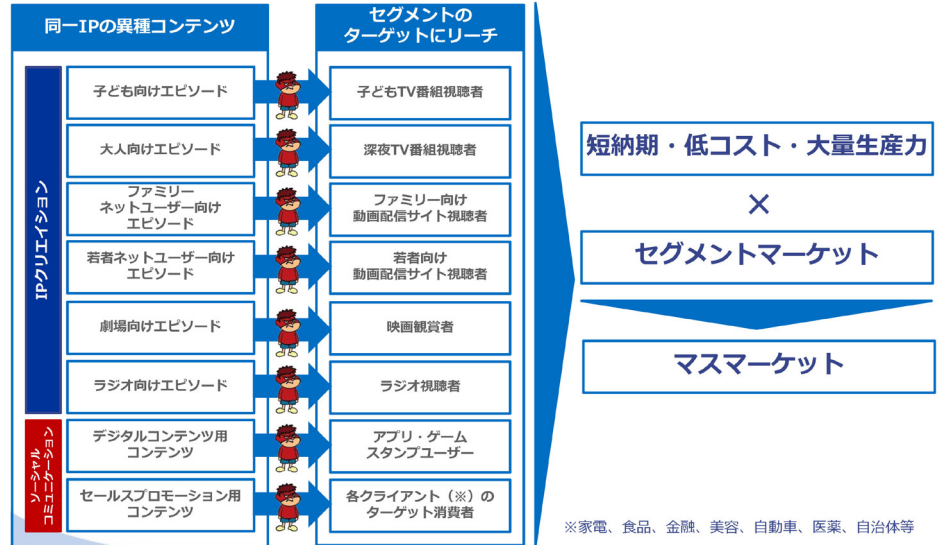 同一IPの異種コンテンツ
セグメントの
ターゲットにリーチ
IPクリエイション
子ども向けエピソード
子どもTV番組視聴者
大人向けエピソード
深夜TV番組視聴者
ファミリー
ネットユーザー向け
エピソード
ファミリー向け
動画配信サイト視聴者
若者ネットユーザー向け
エピソード
若者向け
動画配信サイト視聴者
劇場向けエピソード
映画観賞者
ラジオ向けエピソード
ラジオ視聴者
ソーシャル
コミュニケーション
デジタルコンテンツ用
コンテンツ
アプリ・ゲーム
スタンプユーザー
セールスプロモーション用
コンテンツ
各クライアント（※）の
ターゲット消費者
短納期・低コスト・大量生産力
×
セグメントマーケット
マスマーケット
※家電、食品、金融、美容、自動車、医薬、自治体等